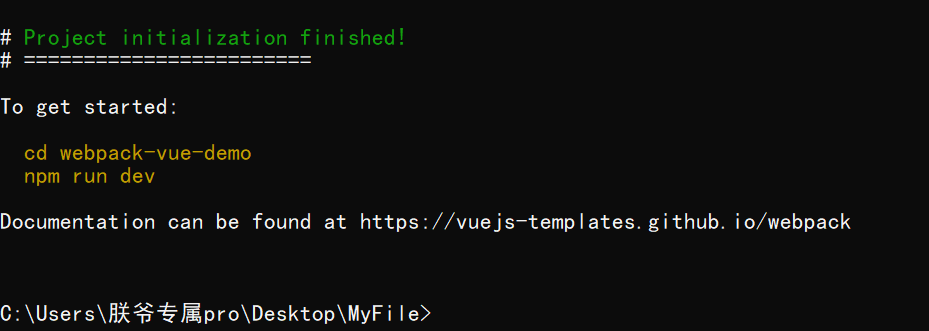 # Project initialization finished!
# ========================
To get started:
cd webpack-vue-demo
npm run dev
Documentation can be found at https://vuejs-templates.github.io/webpack
C:\Users\朕爷专属pro\Desktop\MyFile>